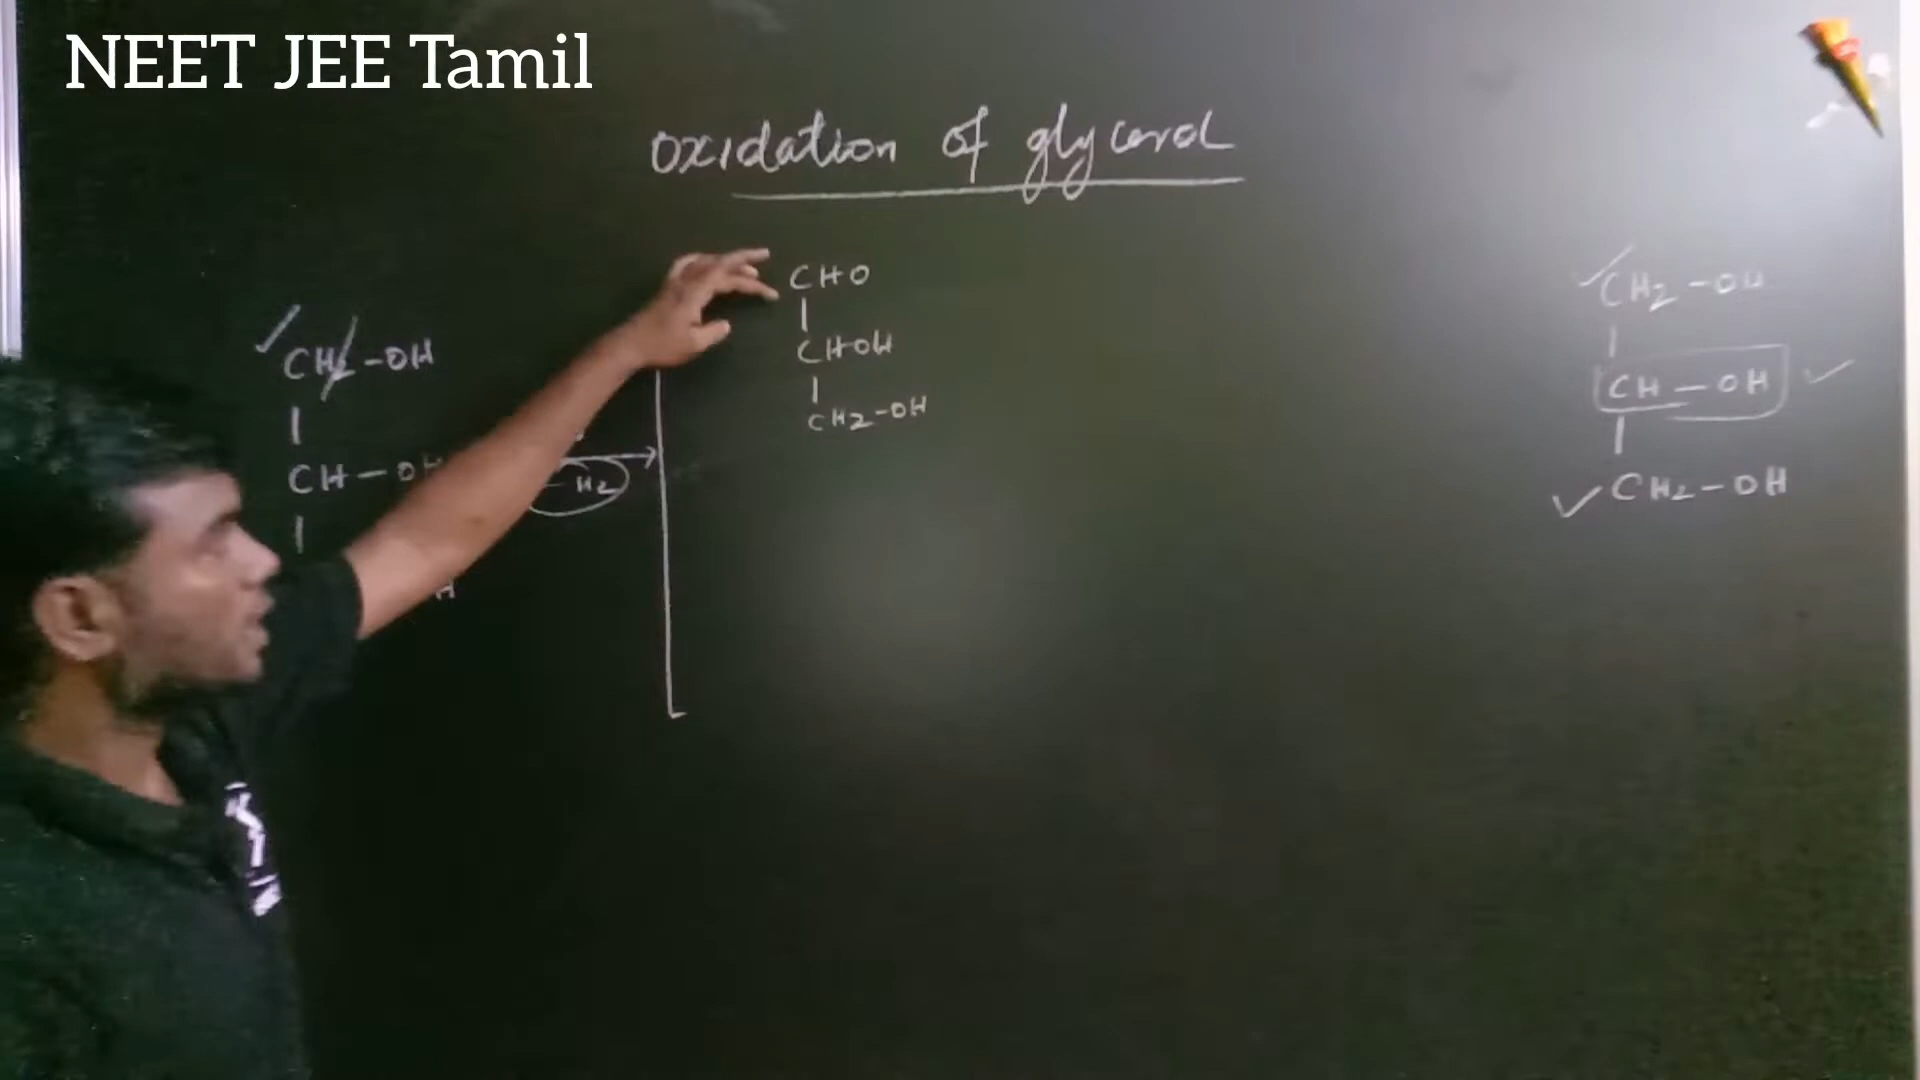 NEET JEE Tamil
oxidation of glycerol
CHO
|
CHOH
|
CH2-OH
CH2-OH
|
CH-OH
|
H
- H2
CH2-OH
|
CH-OH
|
CH2-OH